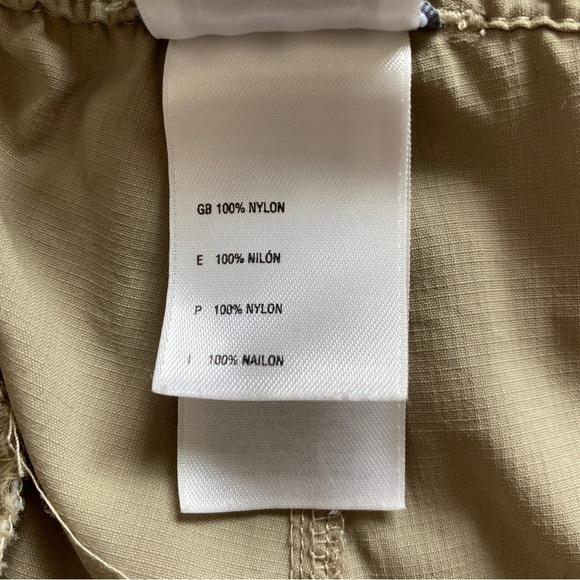 GB 100% NYLON
E 100% NILÓN
P 100% NYLON
I 100% NAILON